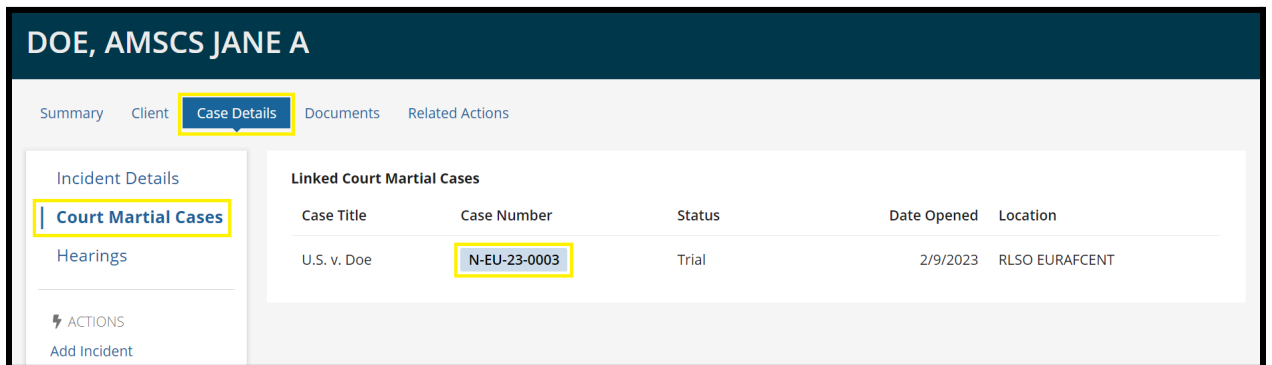 DOE, AMSCS JANE A
Summary Client Case Details Documents Related Actions
Incident Details
Court Martial Cases
Hearings
ACTIONS
Add Incident
Linked Court Martial Cases
Case Title Case Number Status Date Opened Location
U.S. v. Doe N-EU-23-0003 Trial 2/9/2023 RLSO EURAFCENT